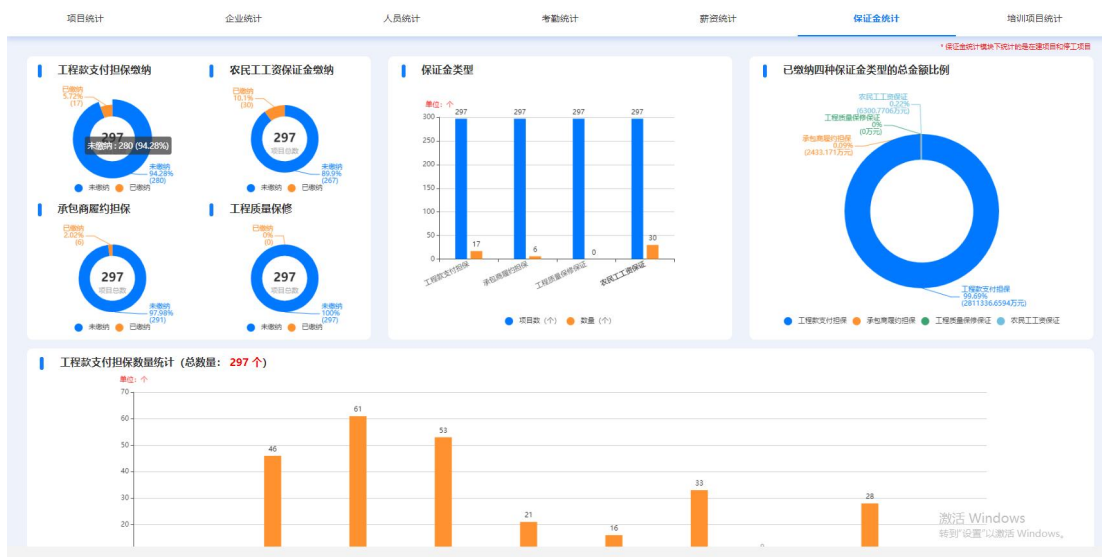 项目统计
企业统计
人员统计
考勤统计
薪资统计
保证金统计
培训项目统计
* 保证金统计模块下统计的是在建项目和停工项目
工程款支付担保缴纳
已缴纳
5.72%
(17)
297
未缴纳 : 280 (94.28%)
未缴纳
94.28%
(280)
未缴纳
已缴纳
农民工工资保证金缴纳
已缴纳
10.1%
(30)
297
项目总数
未缴纳
89.9%
(267)
未缴纳
已缴纳
承包商履约担保
已缴纳
2.02%
(6)
297
项目总数
未缴纳
97.98%
(291)
未缴纳
已缴纳
工程质量保修
已缴纳
0%
(0)
297
项目总数
未缴纳
100%
(297)
未缴纳
已缴纳
保证金类型
单位: 个
300
250
200
150
100
50
0
297
17
297
6
297
0
297
30
工程款支付担保
承包商履约担保
工程质量保修保证
农民工工资保证
项目数（个）
数量（个）
已缴纳四种保证金类型的总金额比例
农民工工资保证
0.22%
(6300.7706万元)
工程质量保修保证
0%
(0万元)
承包商履约担保
0.09%
(2433.171万元)
工程款支付担保
99.69%
(2811336.6594万元)
工程款支付担保
承包商履约担保
工程质量保修保证
农民工工资保证
工程款支付担保数量统计（总数量： 297 个）
单位: 个
70
60
50
40
30
20
46
61
53
21
16
33
28
激活 Windows
转到"设置"以激活 Windows。